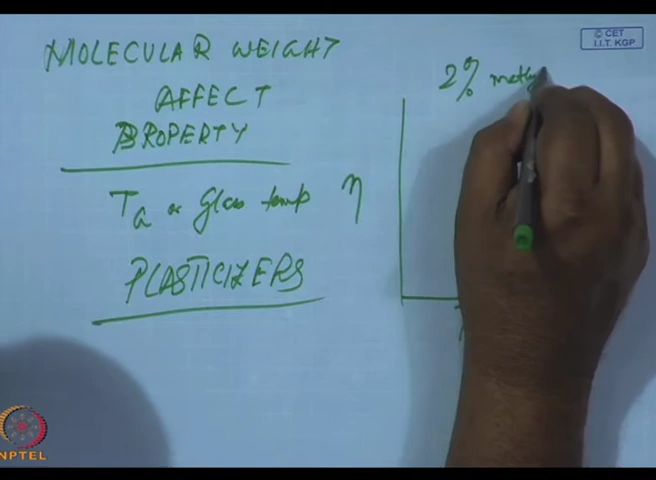 MOLECULAR WEIGHT
AFFECT
PROPERTY
TG or Glass temp
PLASTICIZERS
η
2%
© CET
I.I.T. KGP
NPTEL